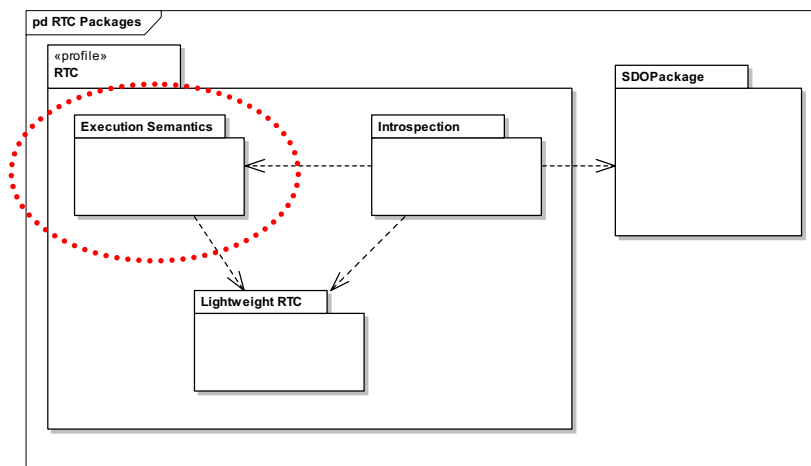 pd RTC Packages
«profile»
RTC
SDOPackage
Execution Semantics
Introspection
Lightweight RTC